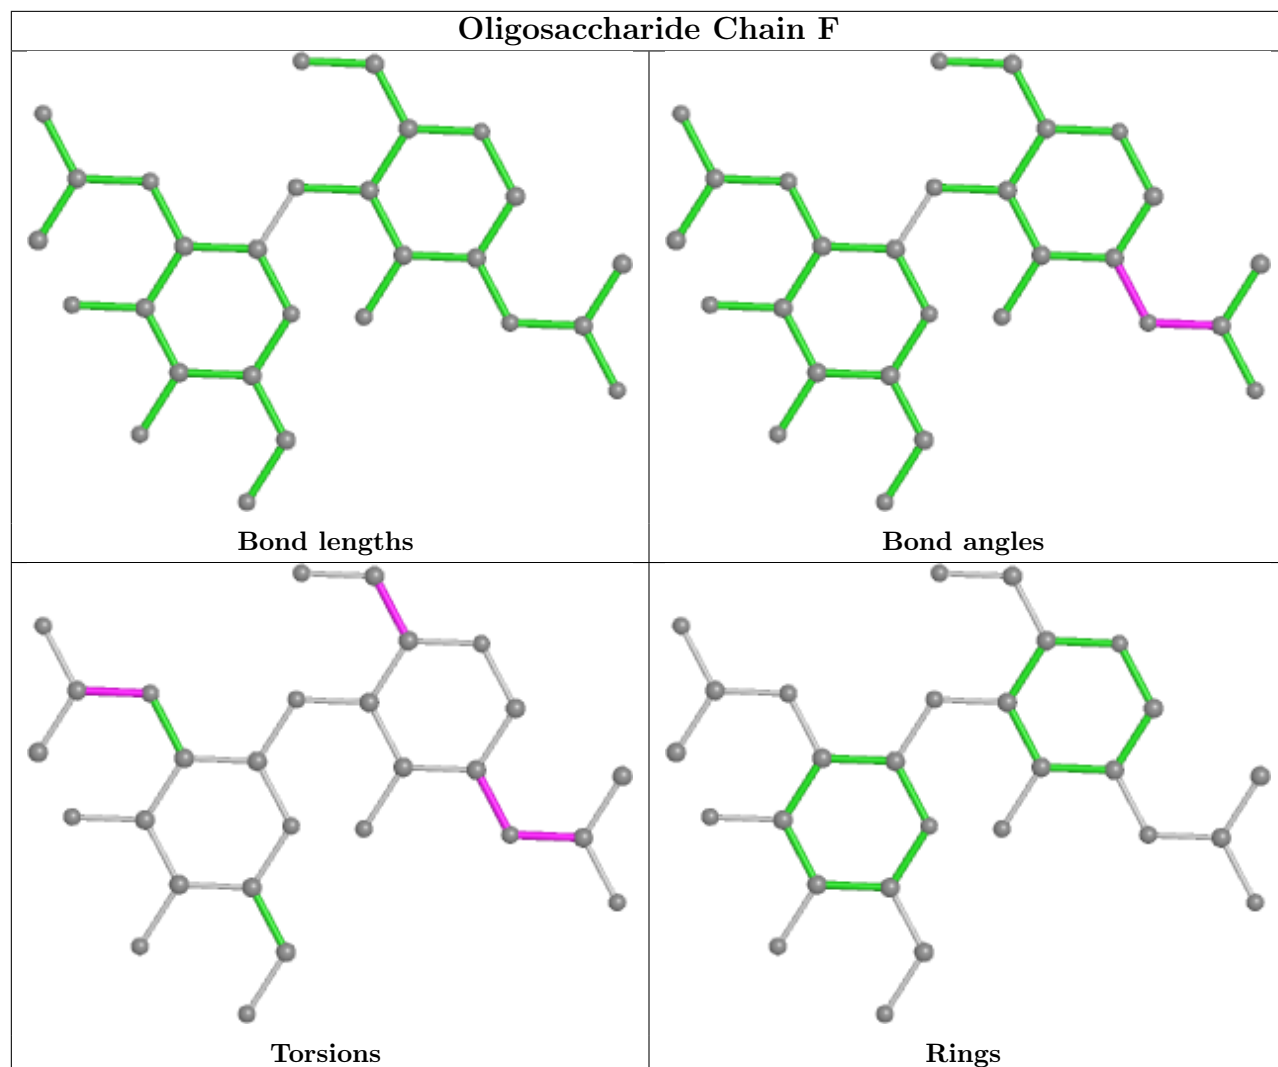 Oligosaccharide Chain F
Bond lengths
Bond angles
Torsions
Rings